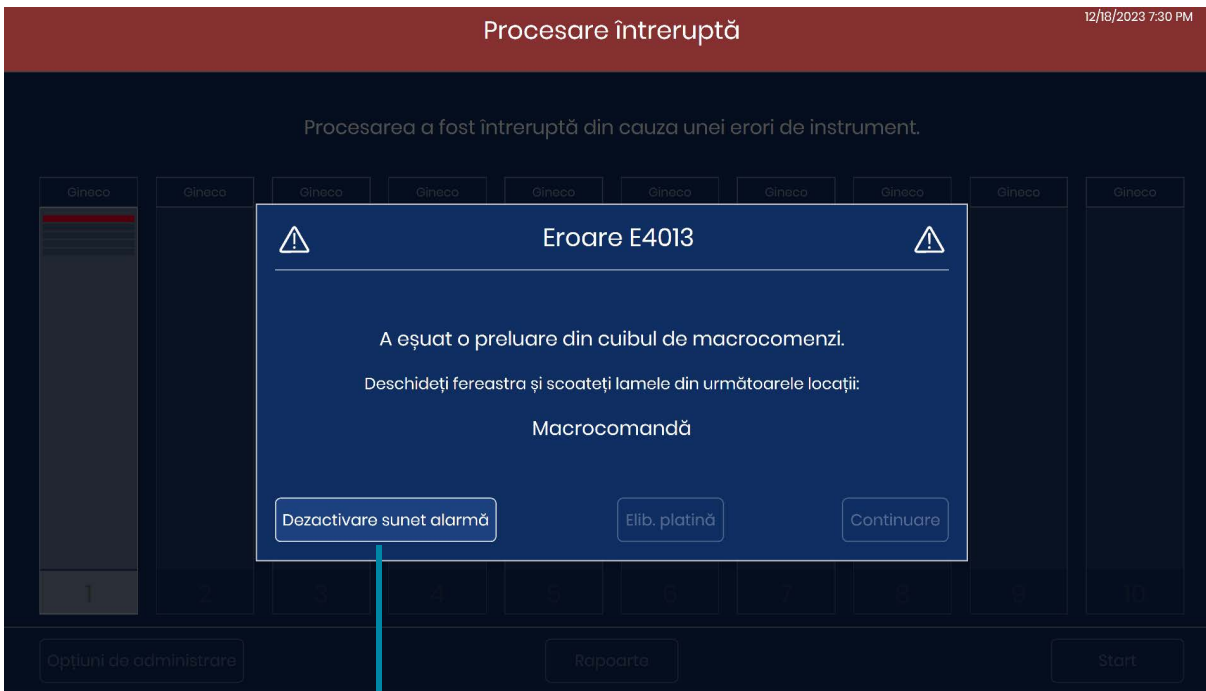 Procesare întreruptă
12/18/2023 7:30 PM
Procesarea a fost întreruptă din cauza unei erori de instrument.
Gineco Gineco Gineco Gineco Gineco Gineco Gineco Gineco Gineco Gineco
Eroare E4013
A eșuat o preluare din cuibul de macrocomenzi.
Deschideți fereastra și scoateți lamele din următoarele locații:
Macrocomandă
Dezactivare sunet alarmă Elib. platină Continuare
1 2 3 4 5 6 7 8 9 10
Opțiuni de administrare Rapoarte Start